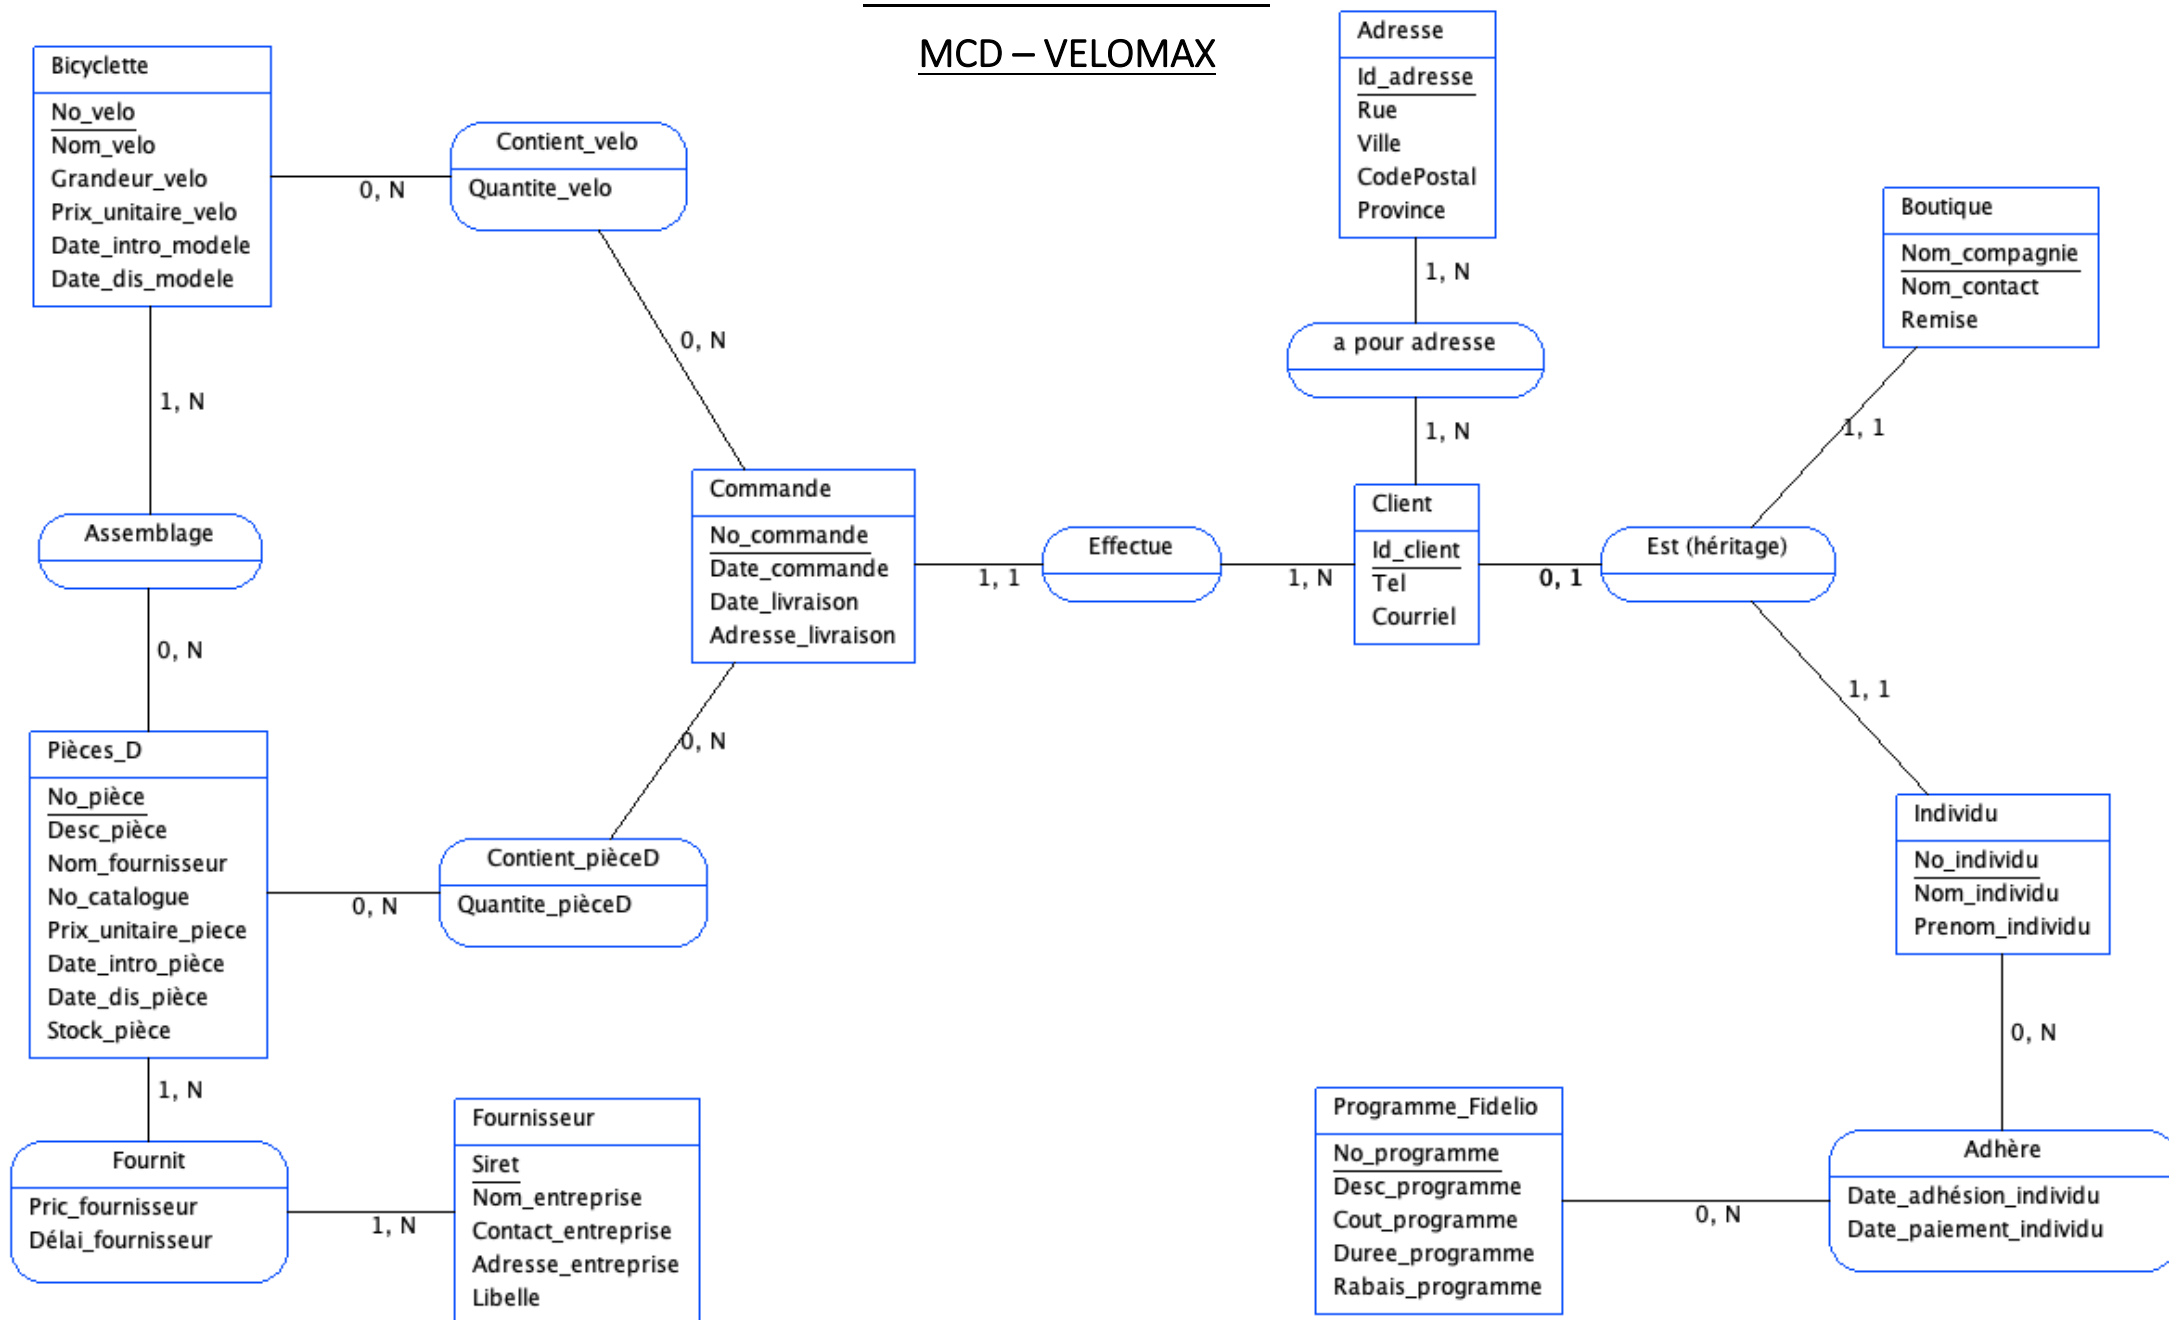 MCD – VELOMAX
Bicyclette
No_velo
Nom_velo
Grandeur_velo
Prix_unitaire_velo
Date_intro_modele
Date_dis_modele
0, N
Contient_velo
Quantite_velo
0, N
1, N
Assemblage
0, N
Adresse
Id_adresse
Rue
Ville
CodePostal
Province
1, N
a pour adresse
1, N
Boutique
Nom_compagnie
Nom_contact
Remise
1, 1
Commande
No_commande
Date_commande
Date_livraison
Adresse_livraison
1, 1
Effectue
1, N
Client
Id_client
Tel
Courriel
0, 1
Est (héritage)
1, 1
0, N
Pièces_D
No_pièce
Desc_pièce
Nom_fournisseur
No_catalogue
Prix_unitaire_piece
Date_intro_pièce
Date_dis_pièce
Stock_pièce
0, N
Contient_pièceD
Quantite_pièceD
Individu
No_individu
Nom_individu
Prenom_individu
0, N
1, N
Fournit
Pric_fournisseur
Délai_fournisseur
1, N
Fournisseur
Siret
Nom_entreprise
Contact_entreprise
Adresse_entreprise
Libelle
Programme_Fidelio
No_programme
Desc_programme
Cout_programme
Duree_programme
Rabais_programme
0, N
Adhère
Date_adhésion_individu
Date_paiement_individu